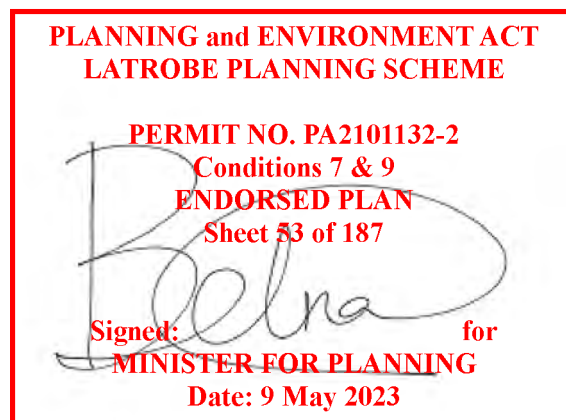 PLANNING and ENVIRONMENT ACT
LATROBE PLANNING SCHEME
PERMIT NO. PA2101132-2
Conditions 7 & 9
ENDORSED PLAN
Sheet 53 of 187
Signed: for
MINISTER FOR PLANNING
Date: 9 May 2023